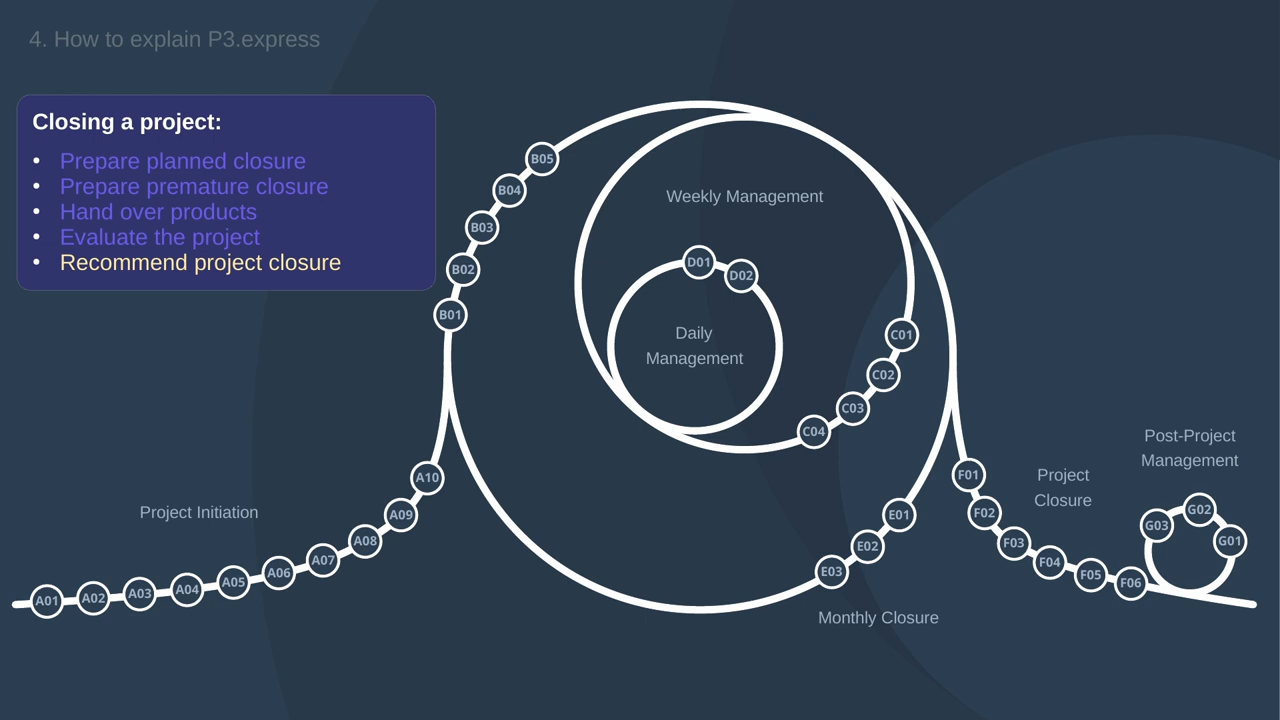 4. How to explain P3.express
Closing a project:
• Prepare planned closure
• Prepare premature closure
• Hand over products
• Evaluate the project
• Recommend project closure
B05
B04
B03
B02
B01
Weekly Management
D01
D02
Daily
Management
C01
C02
C03
C04
Project Initiation
A01
A02
A03
A04
A05
A06
A07
A08
A09
A10
E01
E02
E03
Monthly Closure
F01
F02
F03
F04
F05
F06
Project
Closure
Post-Project
Management
G03
G02
G01